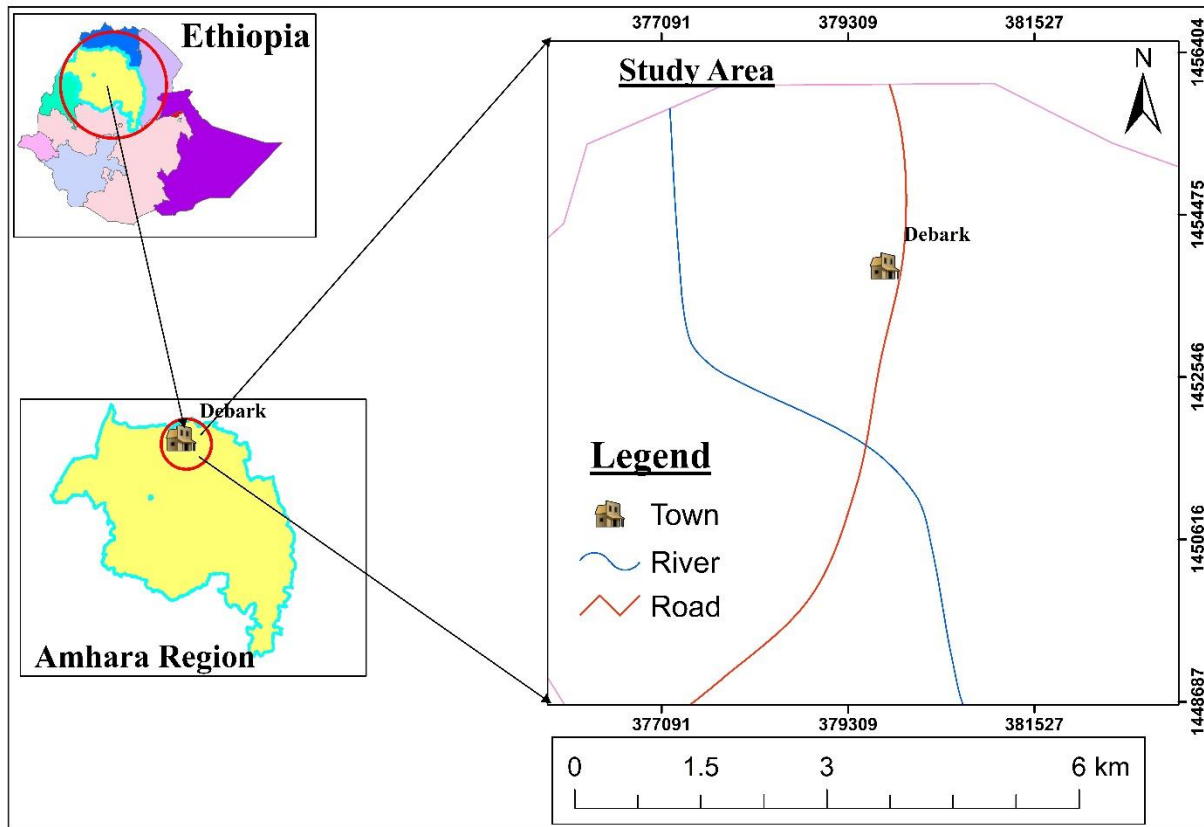 Ethiopia
Debark
Amhara Region
377091 379309 381527
Study Area
N
1456404
1454475
Debark
1452546
Legend
Town
1450616
River
Road
1448687
377091 379309 381527
0 1.5 3 6 km